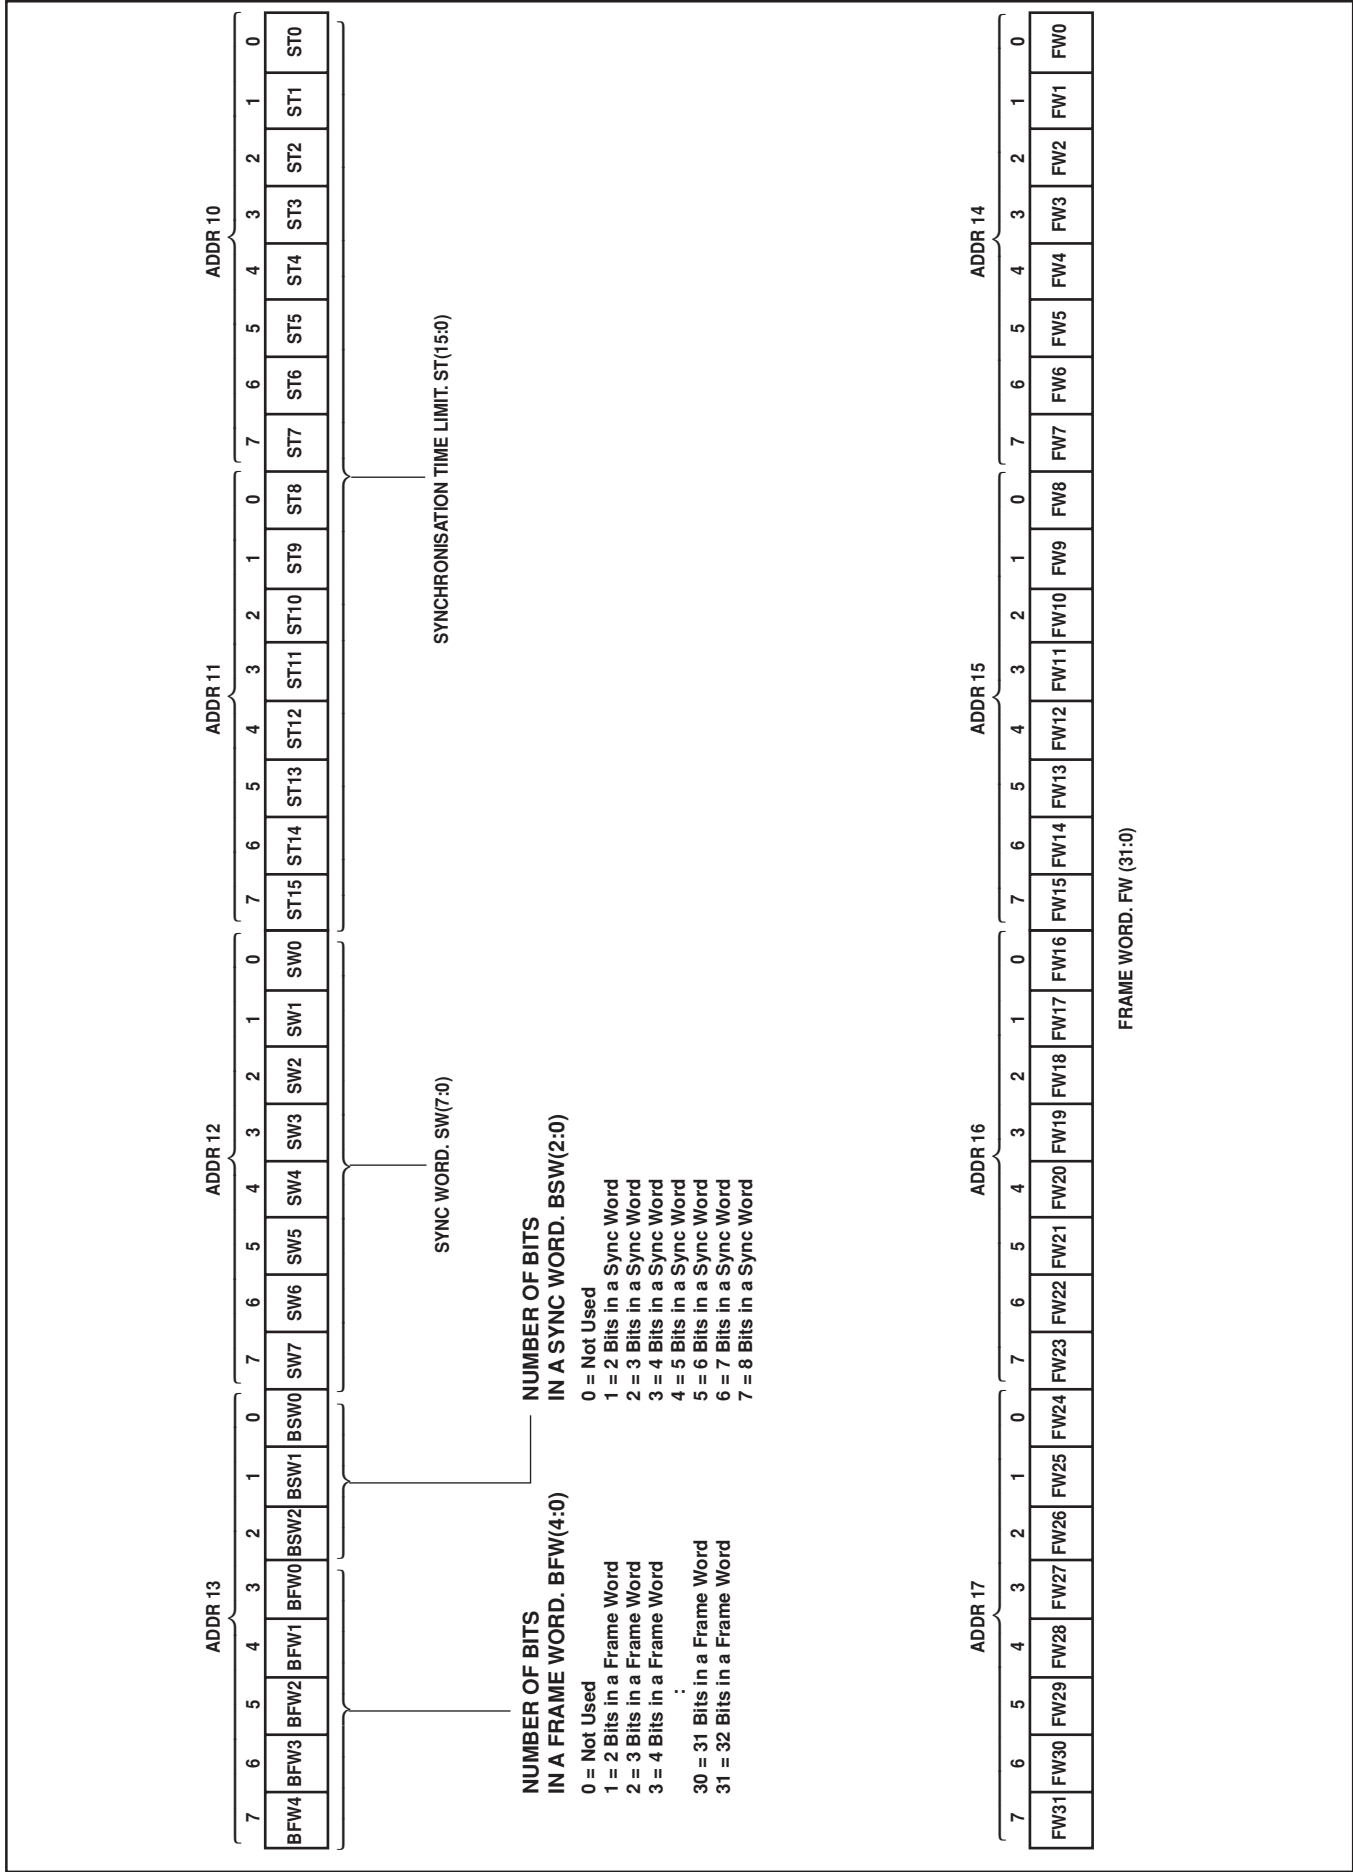 ADDR 13 ADDR 12 ADDR 11 ADDR 10
7 6 5 4 3 2 1 0 7 6 5 4 3 2 1 0 7 6 5 4 3 2 1 0 7 6 5 4 3 2 1 0
BFW4 BFW3 BFW2 BFW1 BFW0 BSW2 BSW1 BSW0 SW7 SW6 SW5 SW4 SW3 SW2 SW1 SW0 ST15 ST14 ST13 ST12 ST11 ST10 ST9 ST8 ST7 ST6 ST5 ST4 ST3 ST2 ST1 ST0
SYNC WORD. SW(7:0)
SYNCHRONISATION TIME LIMIT. ST(15:0)
NUMBER OF BITS
IN A FRAME WORD. BFW(4:0)
0 = Not Used
1 = 2 Bits in a Frame Word
2 = 3 Bits in a Frame Word
3 = 4 Bits in a Frame Word
:
30 = 31 Bits in a Frame Word
31 = 32 Bits in a Frame Word
NUMBER OF BITS
IN A SYNC WORD. BSW(2:0)
0 = Not Used
1 = 2 Bits in a Sync Word
2 = 3 Bits in a Sync Word
3 = 4 Bits in a Sync Word
4 = 5 Bits in a Sync Word
5 = 6 Bits in a Sync Word
6 = 7 Bits in a Sync Word
7 = 8 Bits in a Sync Word
ADDR 17 ADDR 16 ADDR 15 ADDR 14
7 6 5 4 3 2 1 0 7 6 5 4 3 2 1 0 7 6 5 4 3 2 1 0 7 6 5 4 3 2 1 0
FW31 FW30 FW29 FW28 FW27 FW26 FW25 FW24 FW23 FW22 FW21 FW20 FW19 FW18 FW17 FW16 FW15 FW14 FW13 FW12 FW11 FW10 FW9 FW8 FW7 FW6 FW5 FW4 FW3 FW2 FW1 FW0
FRAME WORD. FW (31:0)